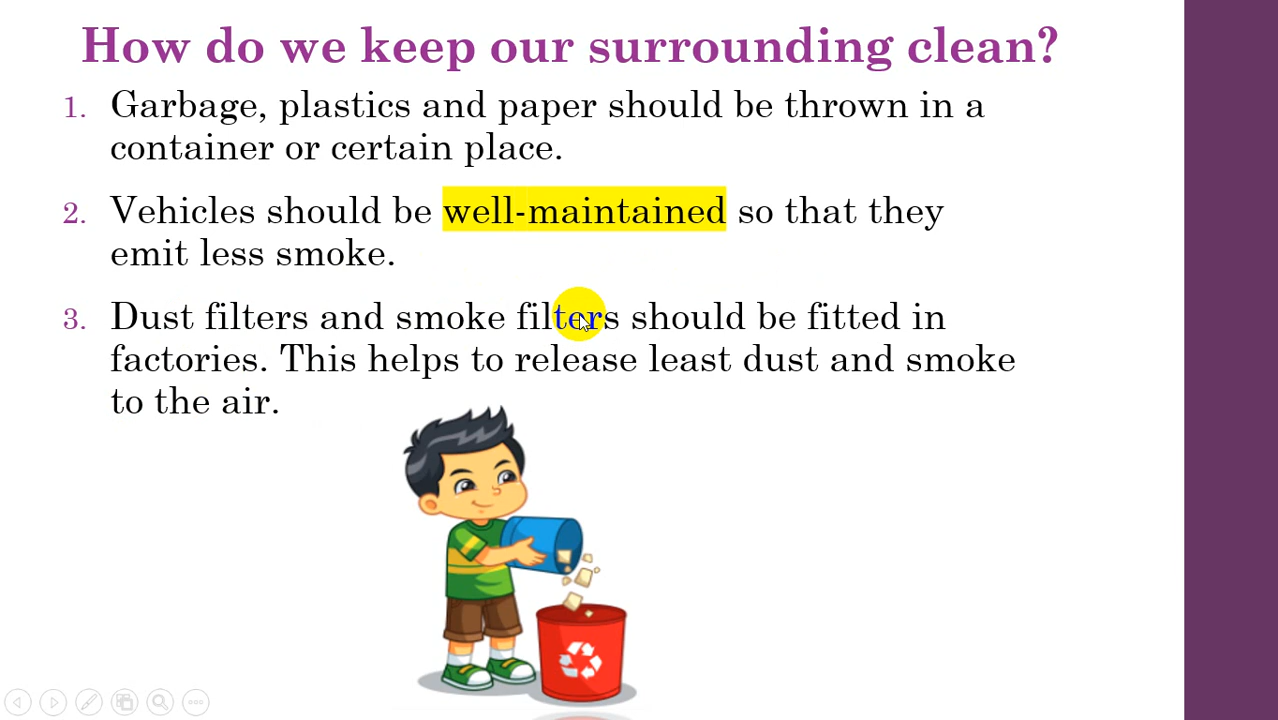 How do we keep our surrounding clean?
1. Garbage, plastics and paper should be thrown in a
container or certain place.
2. Vehicles should be well-maintained so that they
emit less smoke.
3. Dust filters and smoke filters should be fitted in
factories. This helps to release least dust and smoke
to the air.